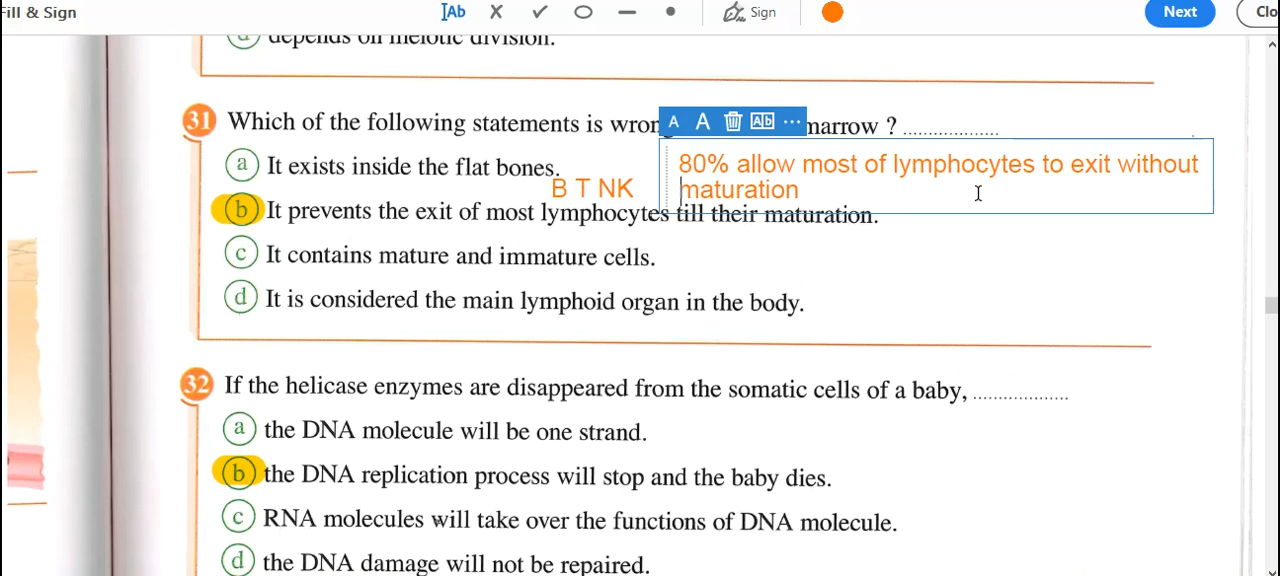 Fill & Sign
Ab
Sign
Next
Clo
d depends on meiotic division.
31 Which of the following statements is wron
A A Ab ...
marrow ? ....................
80% allow most of lymphocytes to exit without
maturation
a It exists inside the flat bones.
B T NK
b It prevents the exit of most lymphocytes till their maturation.
c It contains mature and immature cells.
d It is considered the main lymphoid organ in the body.
32 If the helicase enzymes are disappeared from the somatic cells of a baby, ....................
a the DNA molecule will be one strand.
b the DNA replication process will stop and the baby dies.
c RNA molecules will take over the functions of DNA molecule.
d the DNA damage will not be repaired.